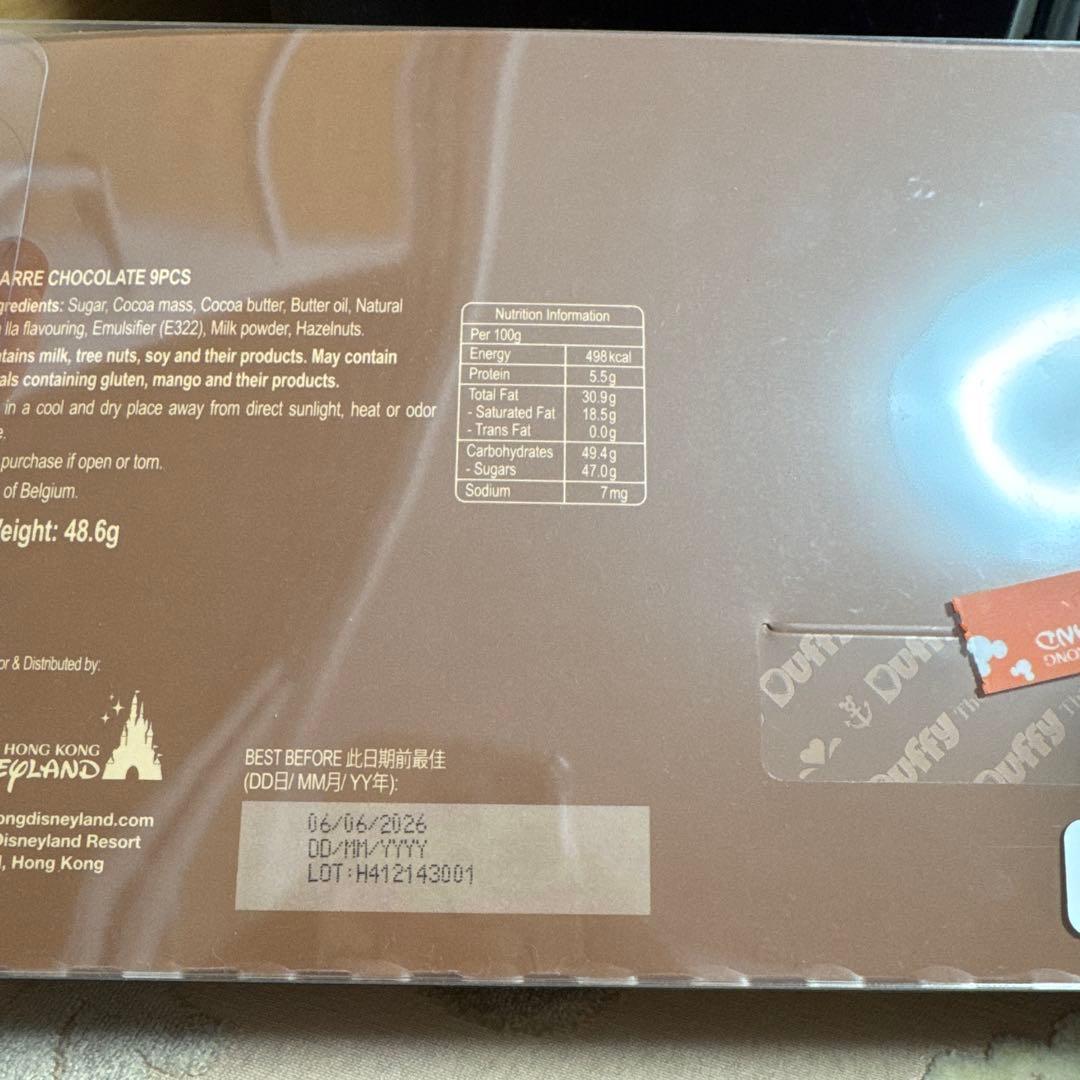 ARRE CHOCOLATE 9PCS
gredients: Sugar, Cocoa mass, Cocoa butter, Butter oil, Natural
lla flavouring, Emulsifier (E322), Milk powder, Hazelnuts.
tains milk, tree nuts, soy and their products. May contain
als containing gluten, mango and their products.
in a cool and dry place away from direct sunlight, heat or odor
e.
purchase if open or torn.
of Belgium.
eight: 48.6g
Nutrition Information
Per 100g
Energy 498kcal
Protein 5.5g
Total Fat 30.9g
- Saturated Fat 18.5g
- Trans Fat 0.0g
Carbohydrates 49.4g
- Sugars 47.0g
Sodium 7mg
or & Distributed by:
HONG KONG
EYLAND
ongdisneyland.com
Disneyland Resort
, Hong Kong
BEST BEFORE 此日期前最佳
(DD日/ MM月/ YY年):
06/06/2026
DD/MM/YYYY
LOT:H412143001
Duffy Duffy
uffy Th
uffy Th